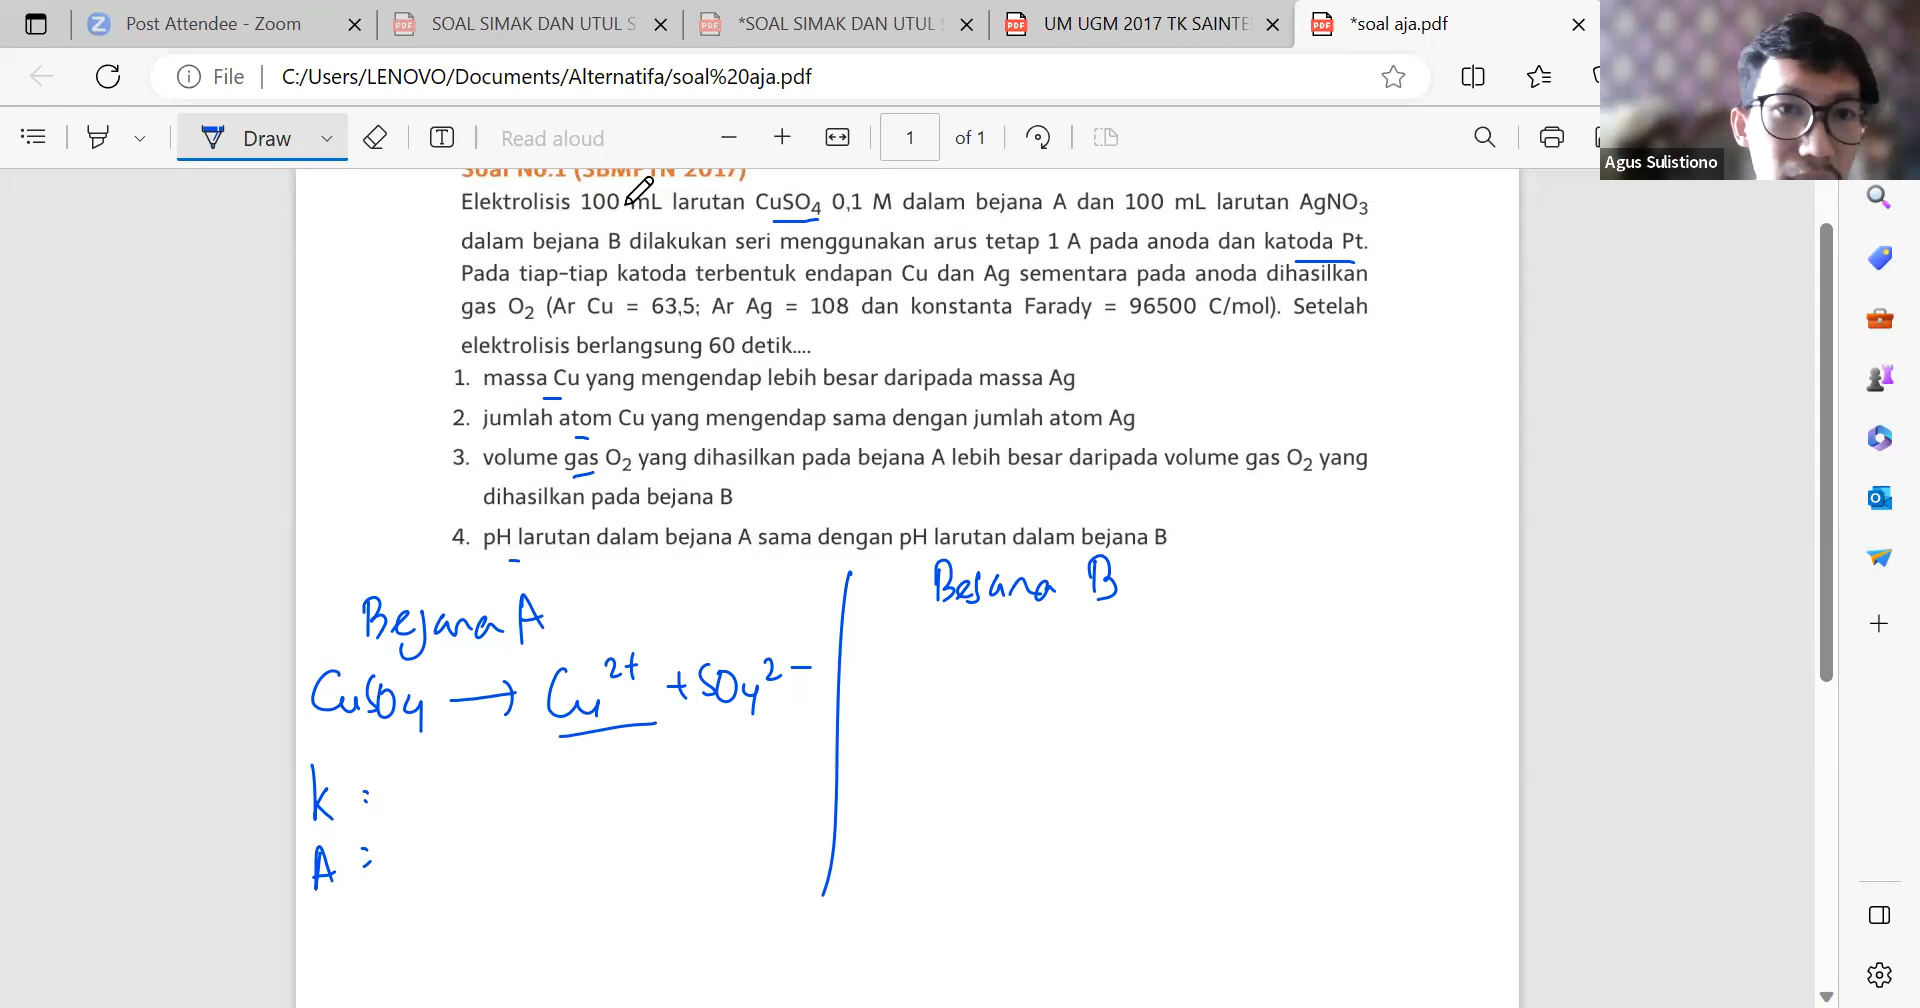 Post Attendee - Zoom
SOAL SIMAK DAN UTUL S
*SOAL SIMAK DAN UTUL S
UM UGM 2017 TK SAINTE
*soal aja.pdf
File
C:/Users/LENOVO/Documents/Alternatifa/soal%20aja.pdf
Draw
Read aloud
1
of 1
Agus Sulistiono
Soal No.1 (SBMPTN 2017)
Elektrolisis 100 mL larutan CuSO4 0,1 M dalam bejana A dan 100 mL larutan AgNO3
dalam bejana B dilakukan seri menggunakan arus tetap 1 A pada anoda dan katoda Pt.
Pada tiap-tiap katoda terbentuk endapan Cu dan Ag sementara pada anoda dihasilkan
gas O2 (Ar Cu = 63,5; Ar Ag = 108 dan konstanta Farady = 96500 C/mol). Setelah
elektrolisis berlangsung 60 detik....
1. massa Cu yang mengendap lebih besar daripada massa Ag
2. jumlah atom Cu yang mengendap sama dengan jumlah atom Ag
3. volume gas O2 yang dihasilkan pada bejana A lebih besar daripada volume gas O2 yang
dihasilkan pada bejana B
4. pH larutan dalam bejana A sama dengan pH larutan dalam bejana B
Bejana A
Bejana B
CuSO4 → Cu2+ + SO4 2−
K :
A :